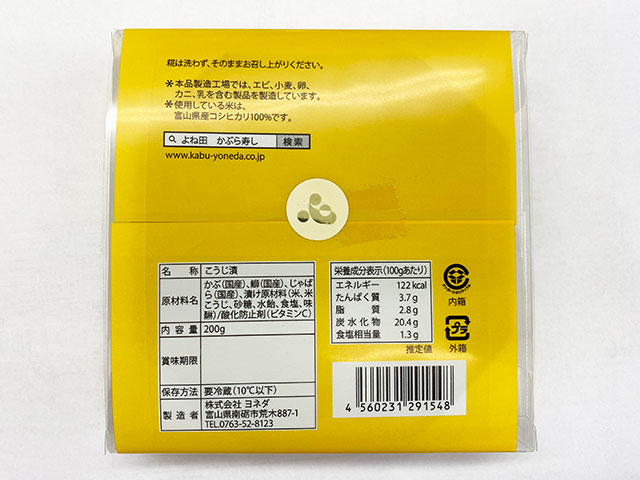 糀は洗わず、そのままお召し上がりください。
＊本品製造工場では、エビ、小麦、卵、
カニ、乳を含む製品を製造しています。
＊使用している米は、
富山県産コシヒカリ100%です。
よね田 かぶら寿し 検索
www.kabu-yoneda.co.jp
名称 こうじ漬
原材料名 かぶ(国産)、鰤(国産)、じゃば
ら(国産)、漬け原材料(米、米
こうじ、砂糖、水飴、食塩、味
醂)/酸化防止剤(ビタミンC)
内容量 200g
賞味期限
保存方法 要冷蔵(10℃以下)
製造者 株式会社 ヨネダ
富山県南砺市荒木887-1
TEL.0763-52-8123
栄養成分表示(100gあたり)
エネルギー 122kcal
たんぱく質 3.7g
脂質 2.8g
炭水化物 20.4g
食塩相当量 1.3g
推定値
内箱
プラ
外箱
4 560231 291548